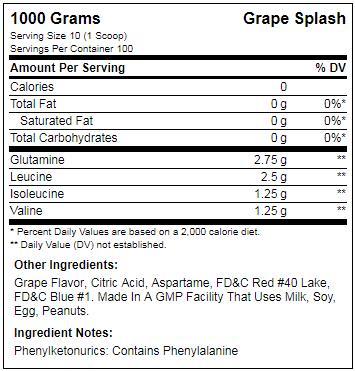 1000 Grams Grape Splash
Serving Size 10 (1 Scoop)
Servings Per Container 100
Amount Per Serving % DV
Calories 0
Total Fat 0 g 0%*
Saturated Fat 0 g 0%*
Total Carbohydrates 0 g 0%*
Glutamine 2.75 g **
Leucine 2.5 g **
Isoleucine 1.25 g **
Valine 1.25 g **
* Percent Daily Values are based on a 2,000 calorie diet.
** Daily Value (DV) not established.
Other Ingredients:
Grape Flavor, Citric Acid, Aspartame, FD&C Red #40 Lake,
FD&C Blue #1. Made In A GMP Facility That Uses Milk, Soy,
Egg, Peanuts.
Ingredient Notes:
Phenylketonurics: Contains Phenylalanine